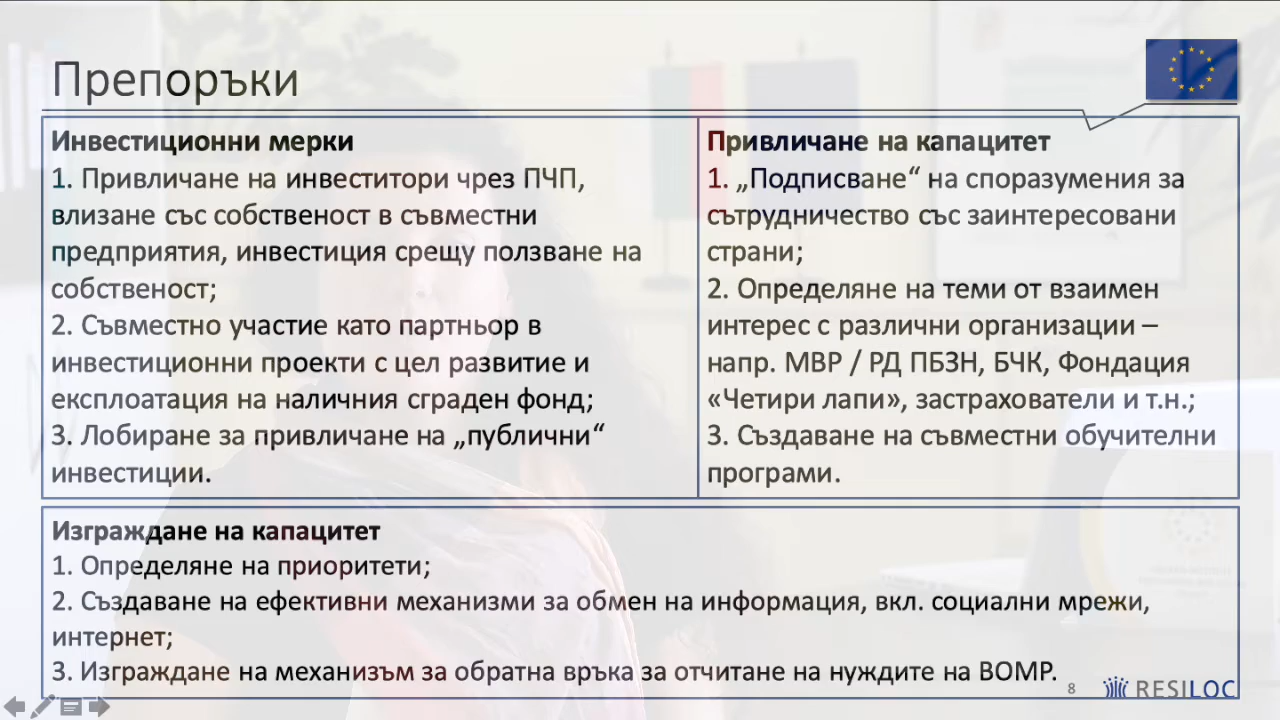 Препоръки
Инвестиционни мерки
1. Привличане на инвеститори чрез ПЧП,
влизане със собственост в съвместни
предприятия, инвестиция срещу ползване на
собственост;
2. Съвместно участие като партньор в
инвестиционни проекти с цел развитие и
експлоатация на наличния сграден фонд;
3. Лобиране за привличане на „публични“
инвестиции.
Привличане на капацитет
1. „Подписване“ на споразумения за
сътрудничество със заинтересовани
страни;
2. Определяне на теми от взаимен
интерес с различни организации –
напр. МВР / РД ПБЗН, БЧК, Фондация
«Четири лапи», застрахователи и т.н.;
3. Създаване на съвместни обучителни
програми.
Изграждане на капацитет
1. Определяне на приоритети;
2. Създаване на ефективни механизми за обмен на информация, вкл. социални мрежи,
интернет;
3. Изграждане на механизъм за обратна връка за отчитане на нуждите на ВОМР.
8
RESILOC